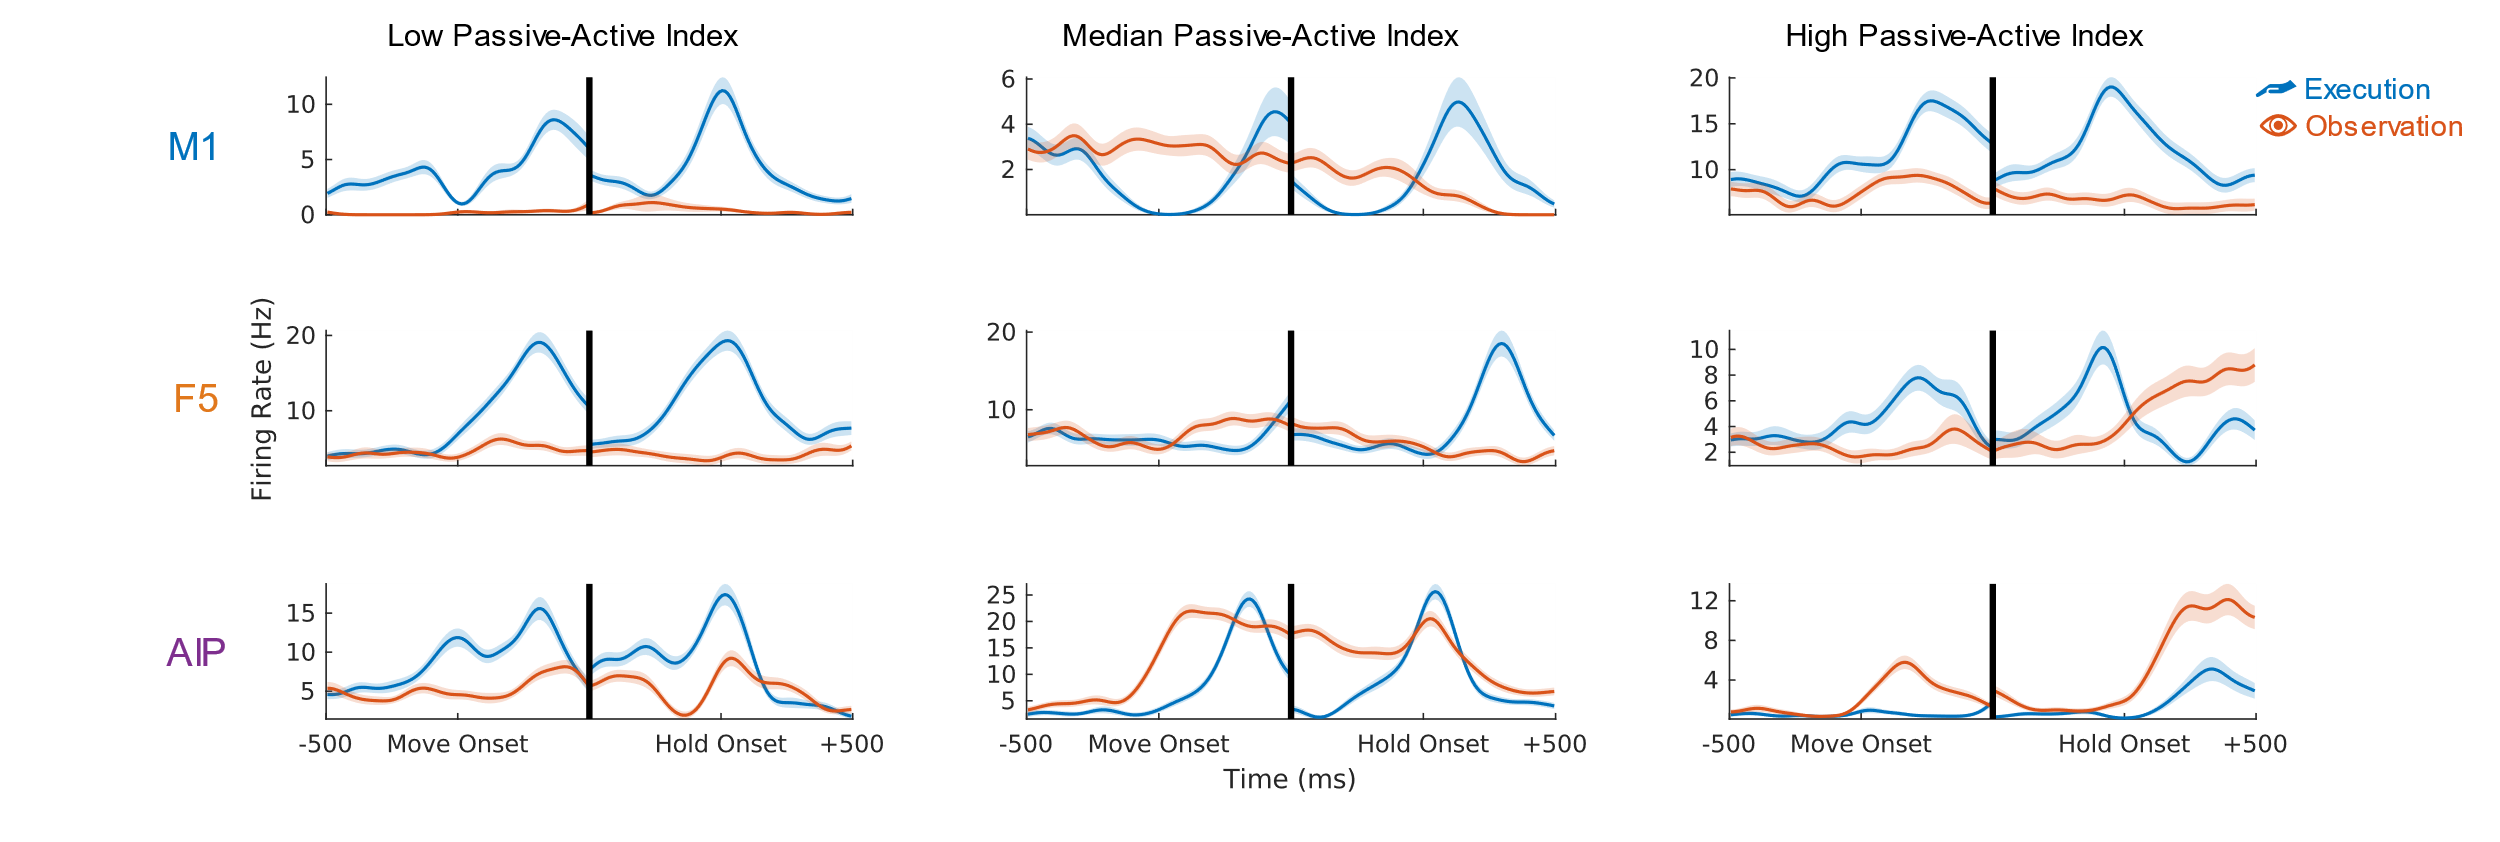 Low Passive-Active Index
Median Passive-Active Index
High Passive-Active Index
Execution
Observation
M1
10
5
0
6
4
2
20
15
10
F5
Firing Rate (Hz)
20
10
20
10
10
8
6
4
2
AIP
15
10
5
25
20
15
10
5
12
8
4
-500 Move Onset Hold Onset +500
-500 Move Onset Hold Onset +500
-500 Move Onset Hold Onset +500
Time (ms)